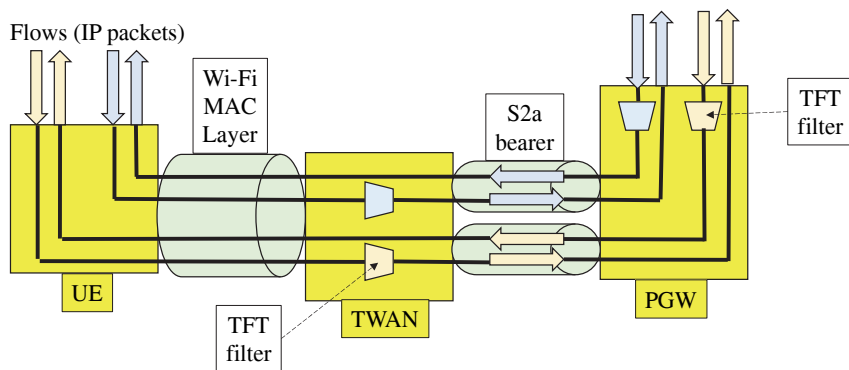 Flows (IP packets)
Wi-Fi
MAC
Layer
S2a
bearer
TFT
filter
UE
TWAN
PGW
TFT
filter